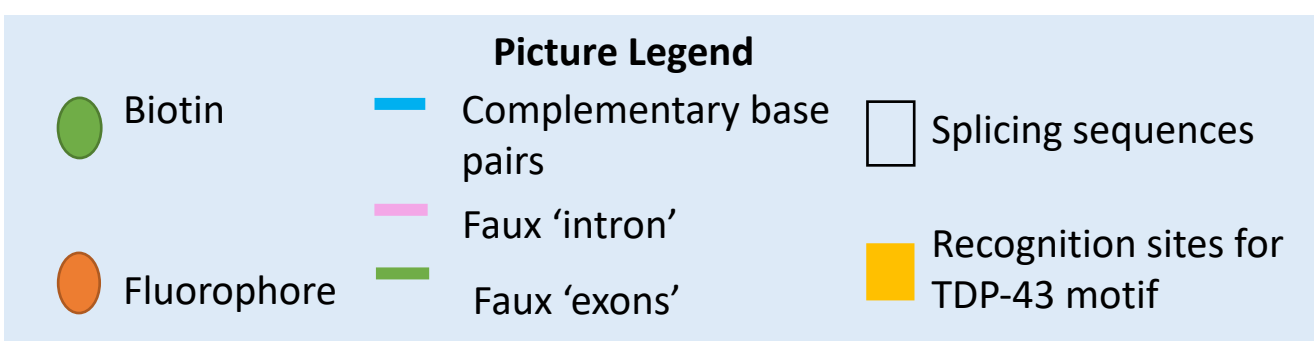 Picture Legend
Biotin
Complementary base
pairs
Splicing sequences
Faux ‘intron’
Fluorophore
Faux ‘exons’
Recognition sites for
TDP-43 motif